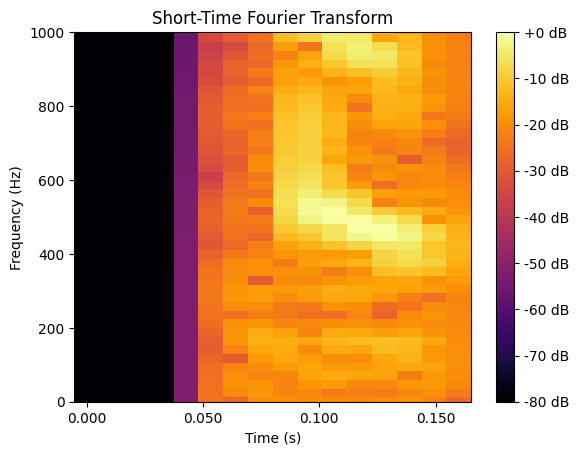 Short-Time Fourier Transform
1000
800
600
400
200
0
Frequency (Hz)
0.000
0.050
0.100
0.150
Time (s)
+0 dB
-10 dB
-20 dB
-30 dB
-40 dB
-50 dB
-60 dB
-70 dB
-80 dB